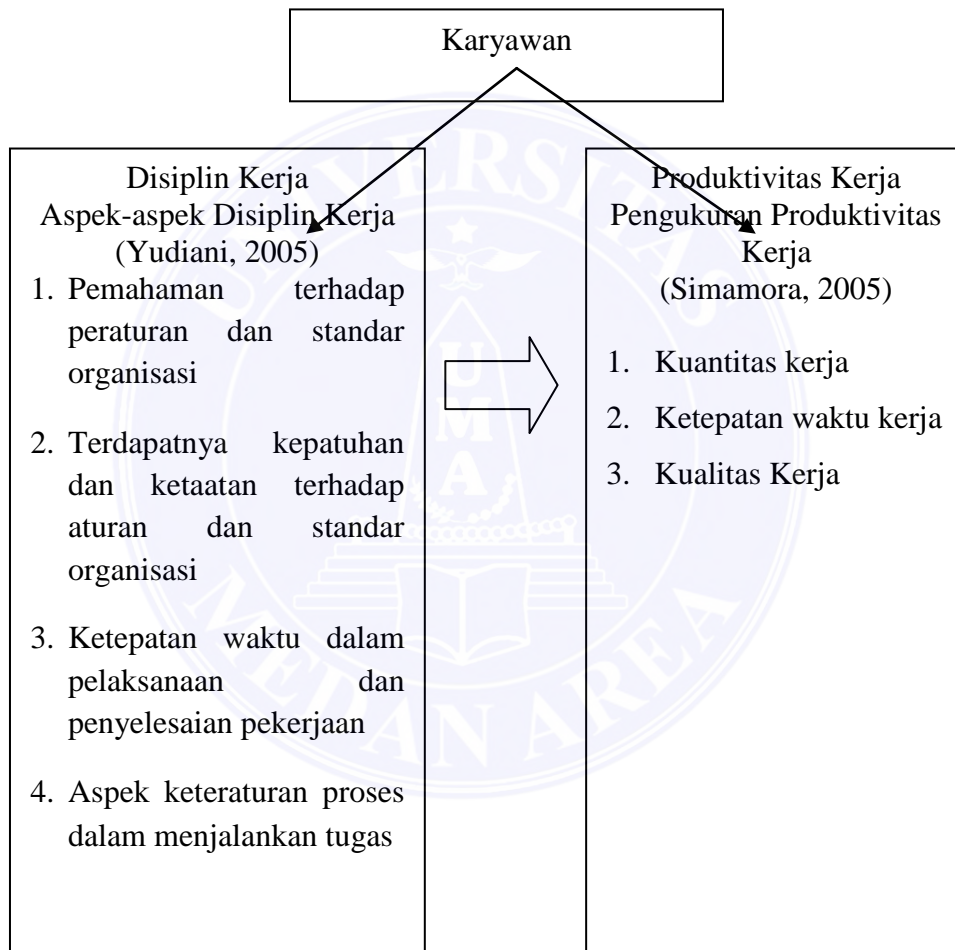 Karyawan
Disiplin Kerja
Aspek-aspek Disiplin Kerja
(Yudiani, 2005)
1. Pemahaman terhadap
peraturan dan standar
organisasi
2. Terdapatnya kepatuhan
dan ketaatan terhadap
aturan dan standar
organisasi
3. Ketepatan waktu dalam
pelaksanaan dan
penyelesaian pekerjaan
4. Aspek keteraturan proses
dalam menjalankan tugas
Produktivitas Kerja
Pengukuran Produktivitas
Kerja
(Simamora, 2005)
1. Kuantitas kerja
2. Ketepatan waktu kerja
3. Kualitas Kerja
UNIVERSITAS
MEDAN AREA
U
M
A